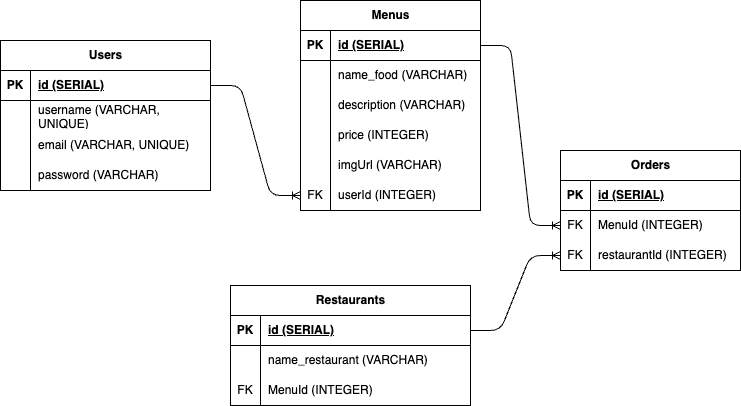 Users
PK id (SERIAL)
username (VARCHAR,
UNIQUE)
email (VARCHAR, UNIQUE)
password (VARCHAR)
Menus
PK id (SERIAL)
name_food (VARCHAR)
description (VARCHAR)
price (INTEGER)
imgUrl (VARCHAR)
FK userId (INTEGER)
Orders
PK id (SERIAL)
FK MenuId (INTEGER)
FK restaurantId (INTEGER)
Restaurants
PK id (SERIAL)
name_restaurant (VARCHAR)
FK MenuId (INTEGER)